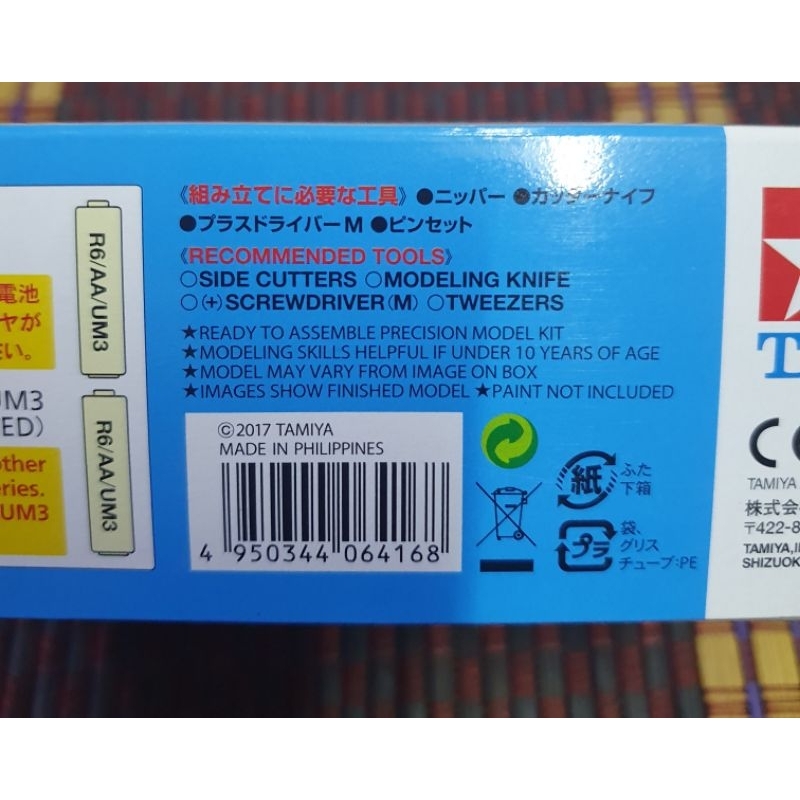 《組み立てに必要な工具》 ●ニッパー ●カッターナイフ
●プラスドライバーM ●ピンセット
《RECOMMENDED TOOLS》
○SIDE CUTTERS ○MODELING KNIFE
○(+)SCREWDRIVER(M) ○TWEEZERS
★READY TO ASSEMBLE PRECISION MODEL KIT
★MODELING SKILLS HELPFUL IF UNDER 10 YEARS OF AGE
★MODEL MAY VARY FROM IMAGE ON BOX
★IMAGES SHOW FINISHED MODEL ★PAINT NOT INCLUDED
R6/AA/UM3
R6/AA/UM3
電池
ヤが
い。
UM3
ED)
other
ries.
UM3
©2017 TAMIYA
MADE IN PHILIPPINES
4 950344 064168
紙
ふた
下箱
プラ
袋、
グリス
チューブ:PE
T
CE
TAMIYA
株式会
〒422-8
TAMIYA,I
SHIZUOK